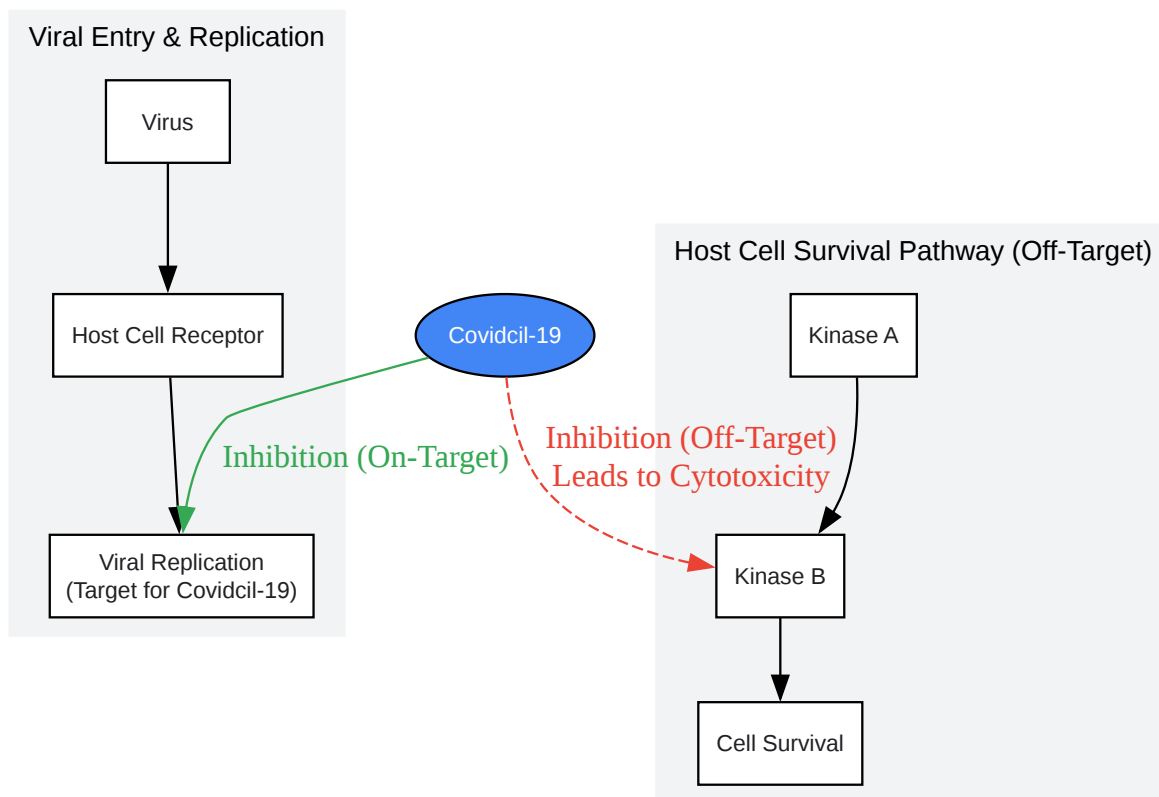 Viral Entry & Replication
Virus
Host Cell Receptor
Viral Replication
(Target for Covidcil-19)
Covidcil-19
Inhibition (On-Target)
Inhibition (Off-Target)
Leads to Cytotoxicity
Host Cell Survival Pathway (Off-Target)
Kinase A
Kinase B
Cell Survival